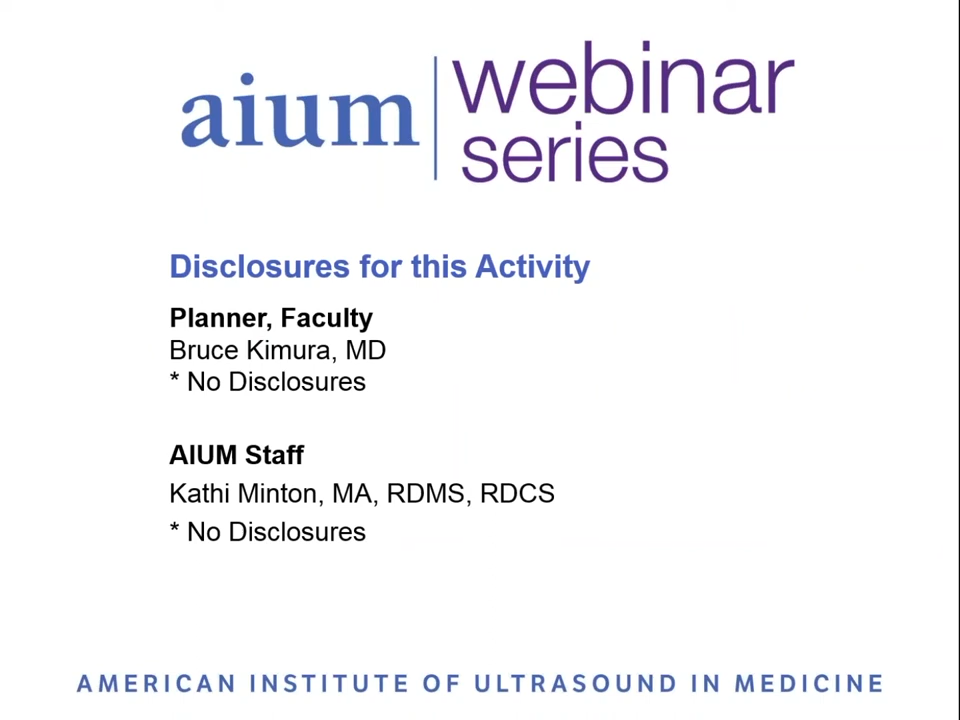 aium
webinar
series
Disclosures for this Activity
Planner, Faculty
Bruce Kimura, MD
* No Disclosures
AIUM Staff
Kathi Minton, MA, RDMS, RDCS
* No Disclosures
AMERICAN INSTITUTE OF ULTRASOUND IN MEDICINE